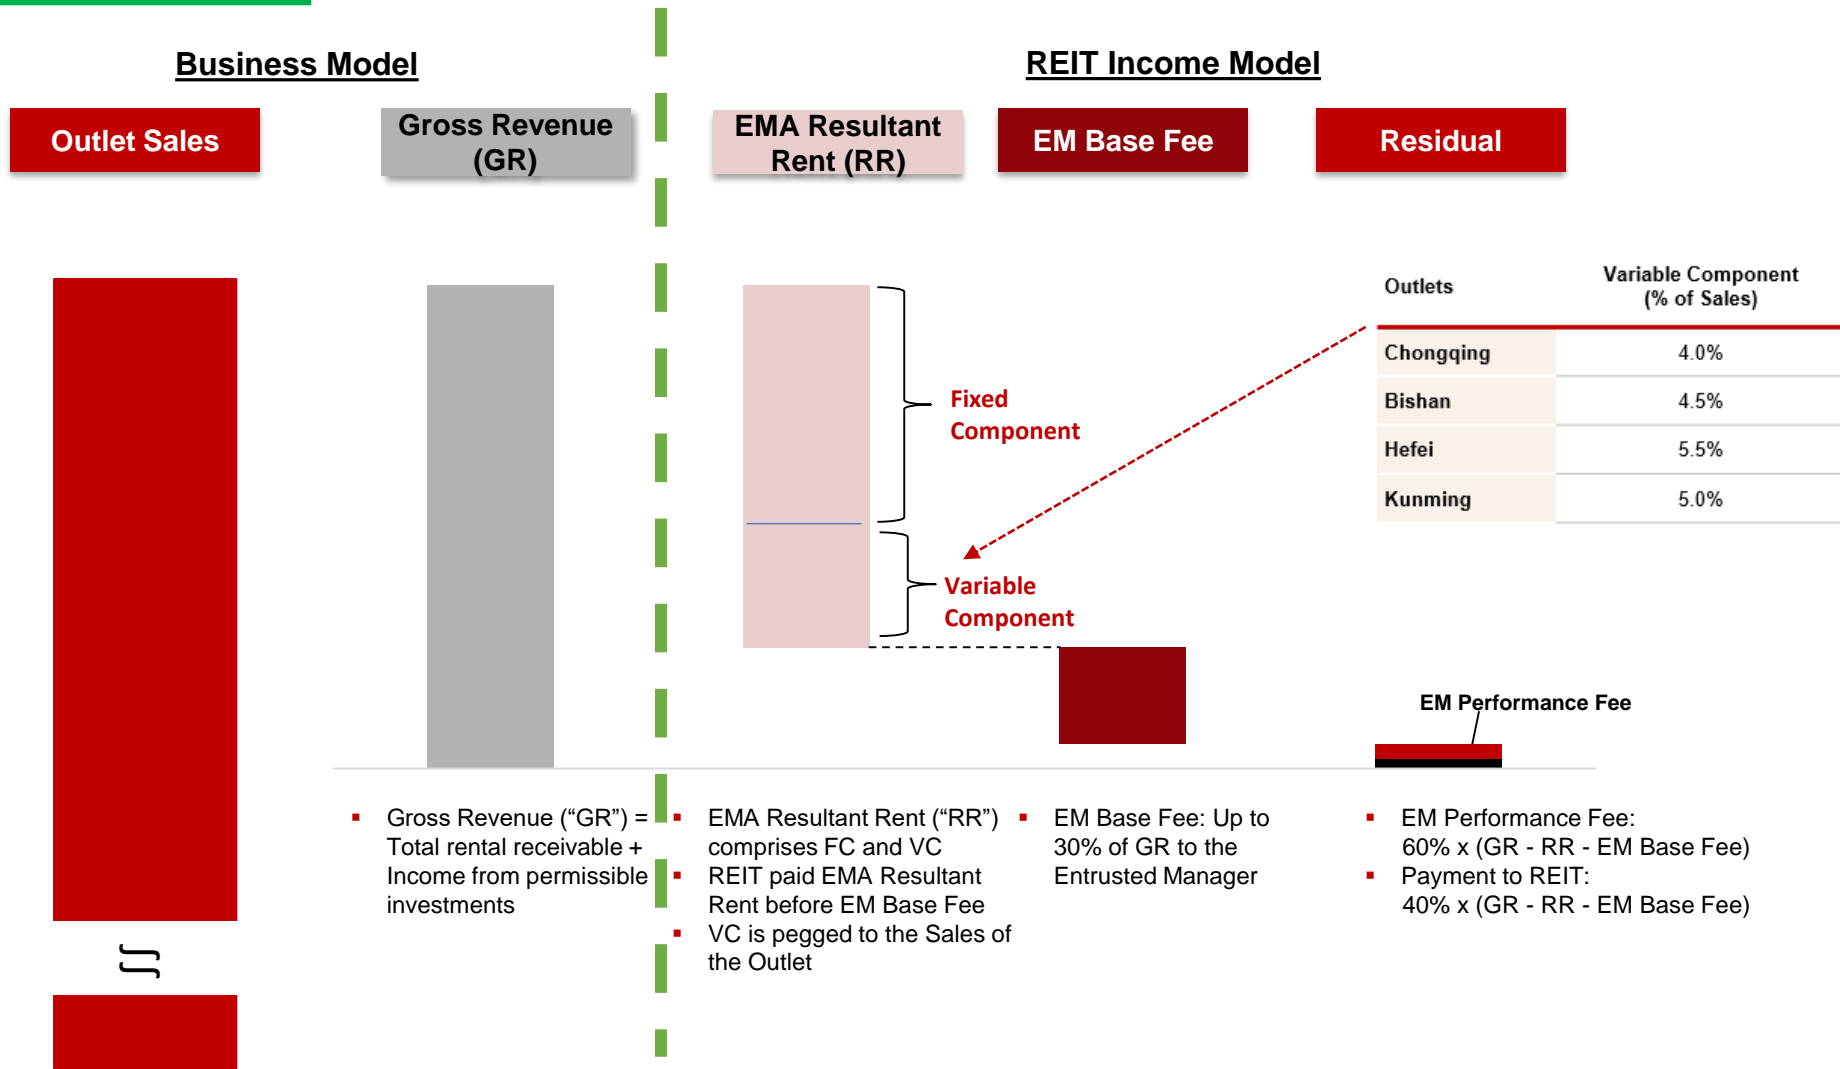 Business Model
REIT Income Model
Outlet Sales
Gross Revenue
(GR)
EMA Resultant
Rent (RR)
EM Base Fee
Residual
Outlets
Variable Component
(% of Sales)
Chongqing
4.0%
Bishan
4.5%
Hefei
5.5%
Kunming
5.0%
Fixed
Component
Variable
Component
EM Performance Fee
▪ Gross Revenue (“GR”) =
Total rental receivable +
Income from permissible
investments
▪ EMA Resultant Rent (“RR”)
comprises FC and VC
▪ REIT paid EMA Resultant
Rent before EM Base Fee
▪ VC is pegged to the Sales of
the Outlet
▪ EM Base Fee: Up to
30% of GR to the
Entrusted Manager
▪ EM Performance Fee:
60% x (GR - RR - EM Base Fee)
▪ Payment to REIT:
40% x (GR - RR - EM Base Fee)